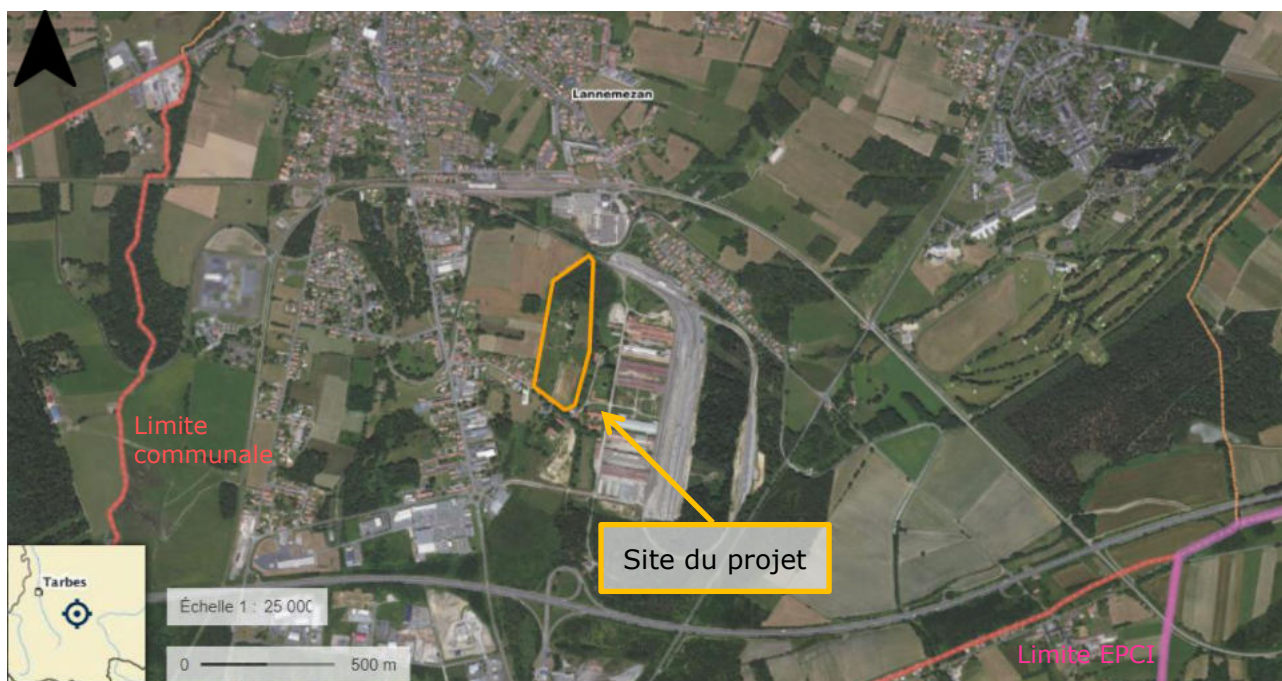 Lannemezan
Limite
communale
Site du projet
Tarbes
Échelle 1 : 25 000
0 500 m
Limite EPCI